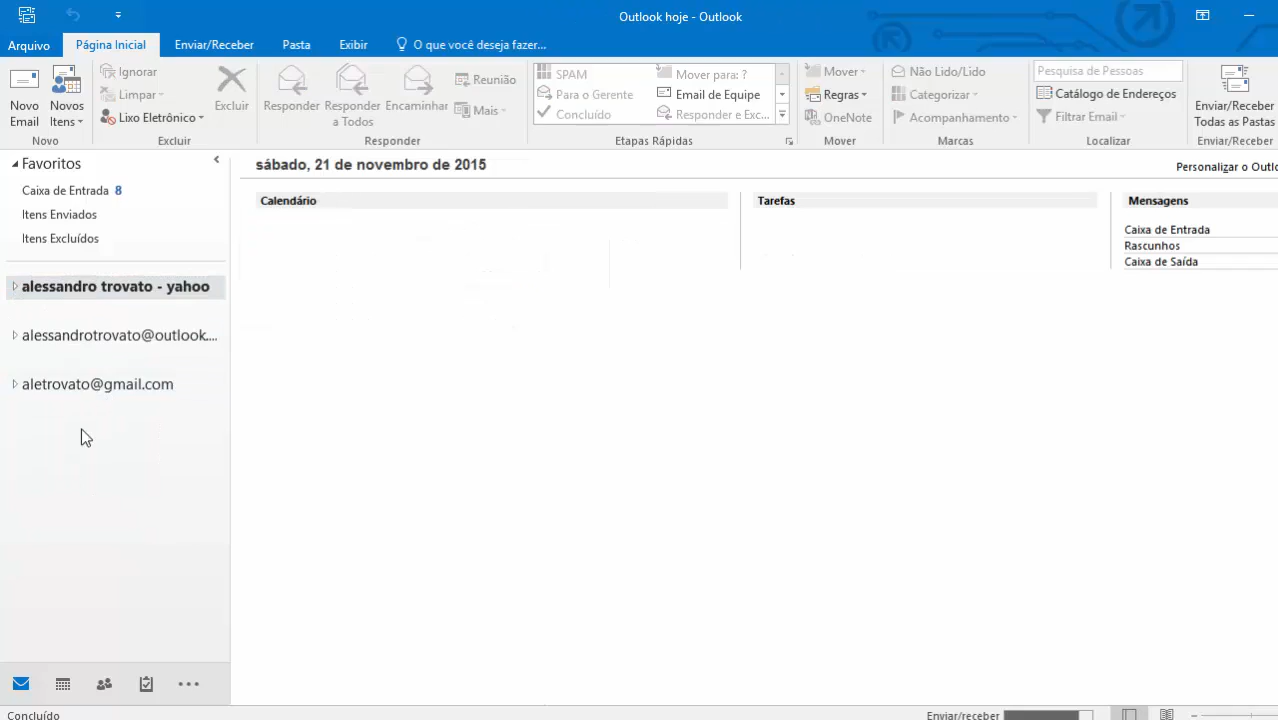 Outlook hoje - Outlook
Arquivo
Página Inicial
Enviar/Receber
Pasta
Exibir
O que você deseja fazer...
Novo
Email
Novos
Itens
Ignorar
Limpar
Lixo Eletrônico
Excluir
Responder
Responder
a Todos
Encaminhar
Reunião
Mais
SPAM
Para o Gerente
Concluído
Mover para: ?
Email de Equipe
Responder e Exc...
Mover
Regras
OneNote
Não Lido/Lido
Categorizar
Acompanhamento
Pesquisa de Pessoas
Catálogo de Endereços
Filtrar Email
Enviar/Receber
Todas as Pastas
Novo
Excluir
Responder
Etapas Rápidas
Mover
Marcas
Localizar
Enviar/Receber
Favoritos
Caixa de Entrada 8
Itens Enviados
Itens Excluídos
alessandro trovato - yahoo
alessandrotrovato@outlook....
aletrovato@gmail.com
sábado, 21 de novembro de 2015
Personalizar o Outlo
Calendário
Tarefas
Mensagens
Caixa de Entrada
Rascunhos
Caixa de Saída
Concluído
Enviar/receber